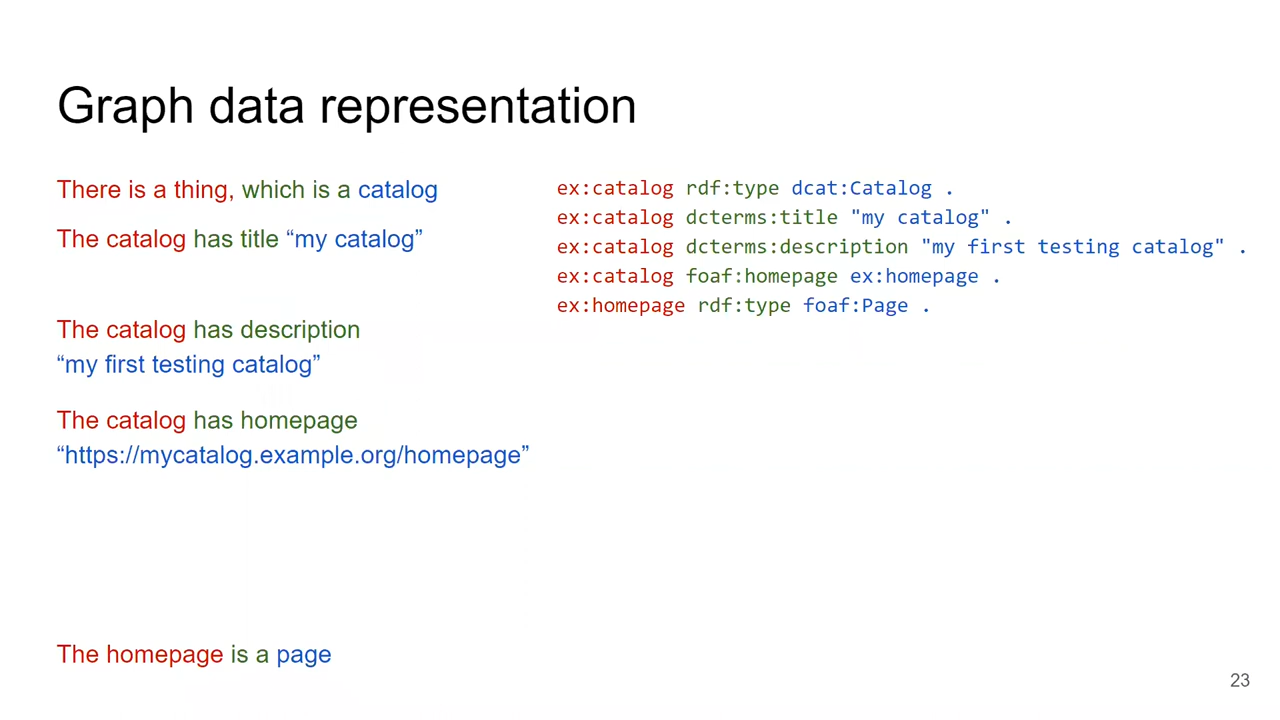 Graph data representation
There is a thing, which is a catalog
The catalog has title “my catalog”
The catalog has description
“my first testing catalog”
The catalog has homepage
“https://mycatalog.example.org/homepage”
The homepage is a page
ex:catalog rdf:type dcat:Catalog .
ex:catalog dcterms:title "my catalog" .
ex:catalog dcterms:description "my first testing catalog" .
ex:catalog foaf:homepage ex:homepage .
ex:homepage rdf:type foaf:Page .
23